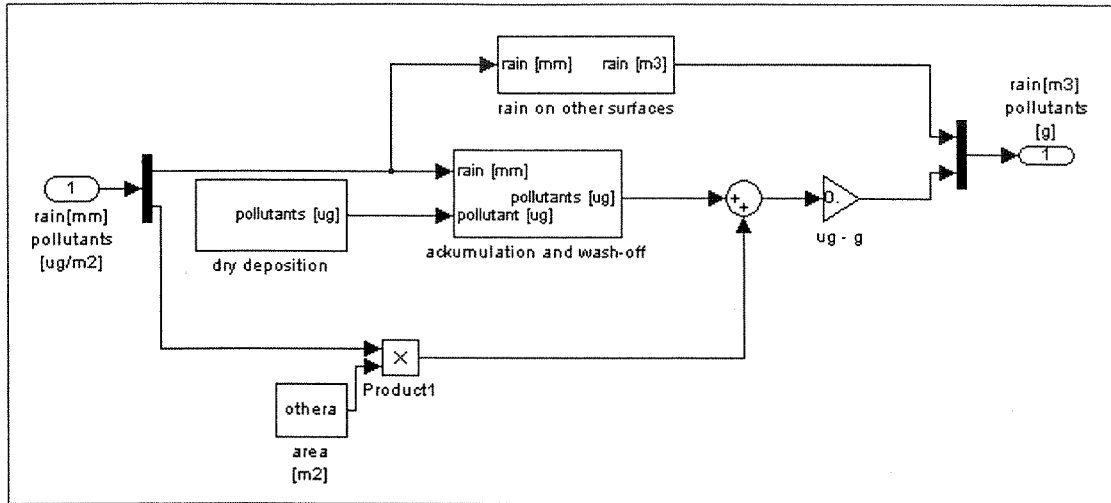 rain [mm] rain [m3]
rain on other surfaces
rain[m3]
pollutants
[g]
1
1
rain[mm]
pollutants
[ug/m2]
rain [mm]
pollutants [ug]
pollutant [ug]
ackumulation and wash-off
pollutants [ug]
dry deposition
+
+
0.
ug - g
×
Product1
othera
area
[m2]